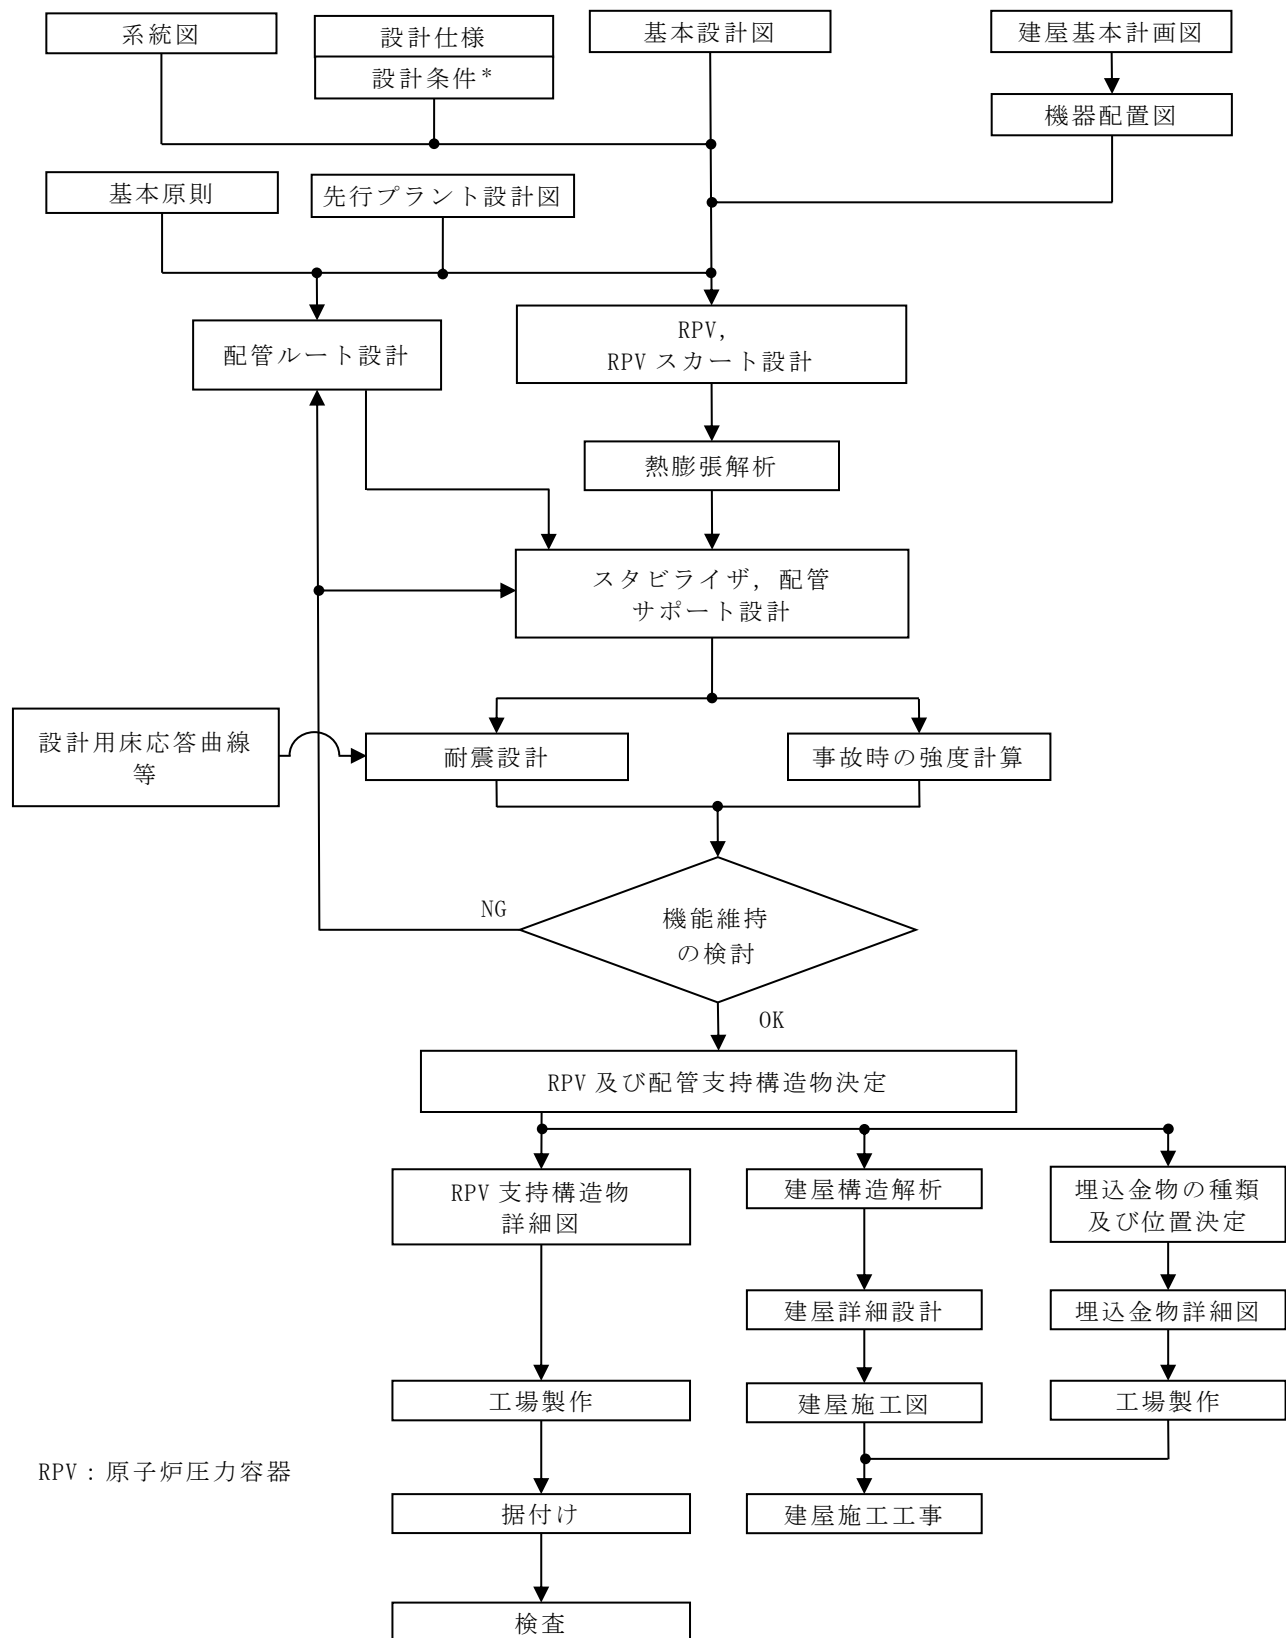 系統図
設計仕様
設計条件*
基本設計図
建屋基本計画図
機器配置図
基本原則
先行プラント設計図
配管ルート設計
RPV,
RPV スカート設計
熱膨張解析
スタビライザ, 配管
サポート設計
設計用床応答曲線
等
耐震設計
事故時の強度計算
NG
機能維持
の検討
OK
RPV 及び配管支持構造物決定
RPV 支持構造物
詳細図
建屋構造解析
埋込金物の種類
及び位置決定
建屋詳細設計
埋込金物詳細図
工場製作
建屋施工図
工場製作
RPV：原子炉圧力容器
据付け
建屋施工工事
検査